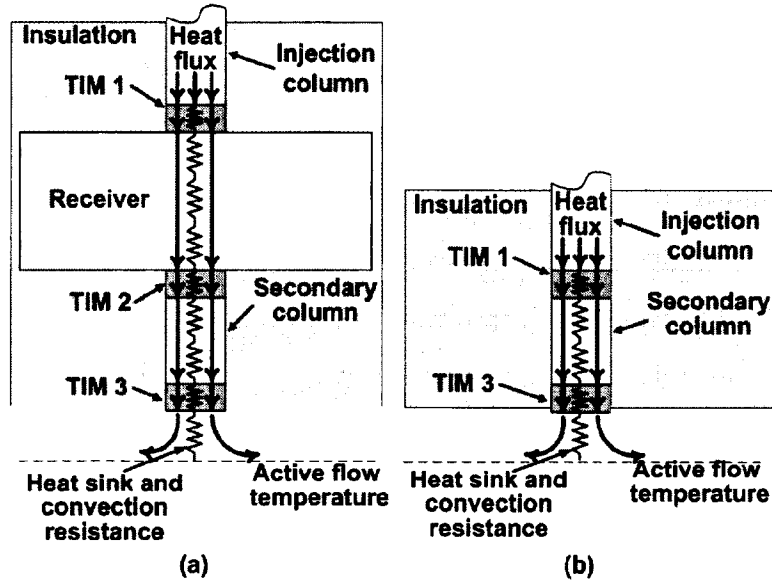 Insulation
Heat
flux
Injection
column
TIM 1
Receiver
TIM 2
Secondary
column
TIM 3
Heat sink and
convection
resistance
Active flow
temperature
(a)
Insulation
Heat
flux
Injection
column
TIM 1
Secondary
column
TIM 3
Heat sink and
convection
resistance
Active flow
temperature
(b)